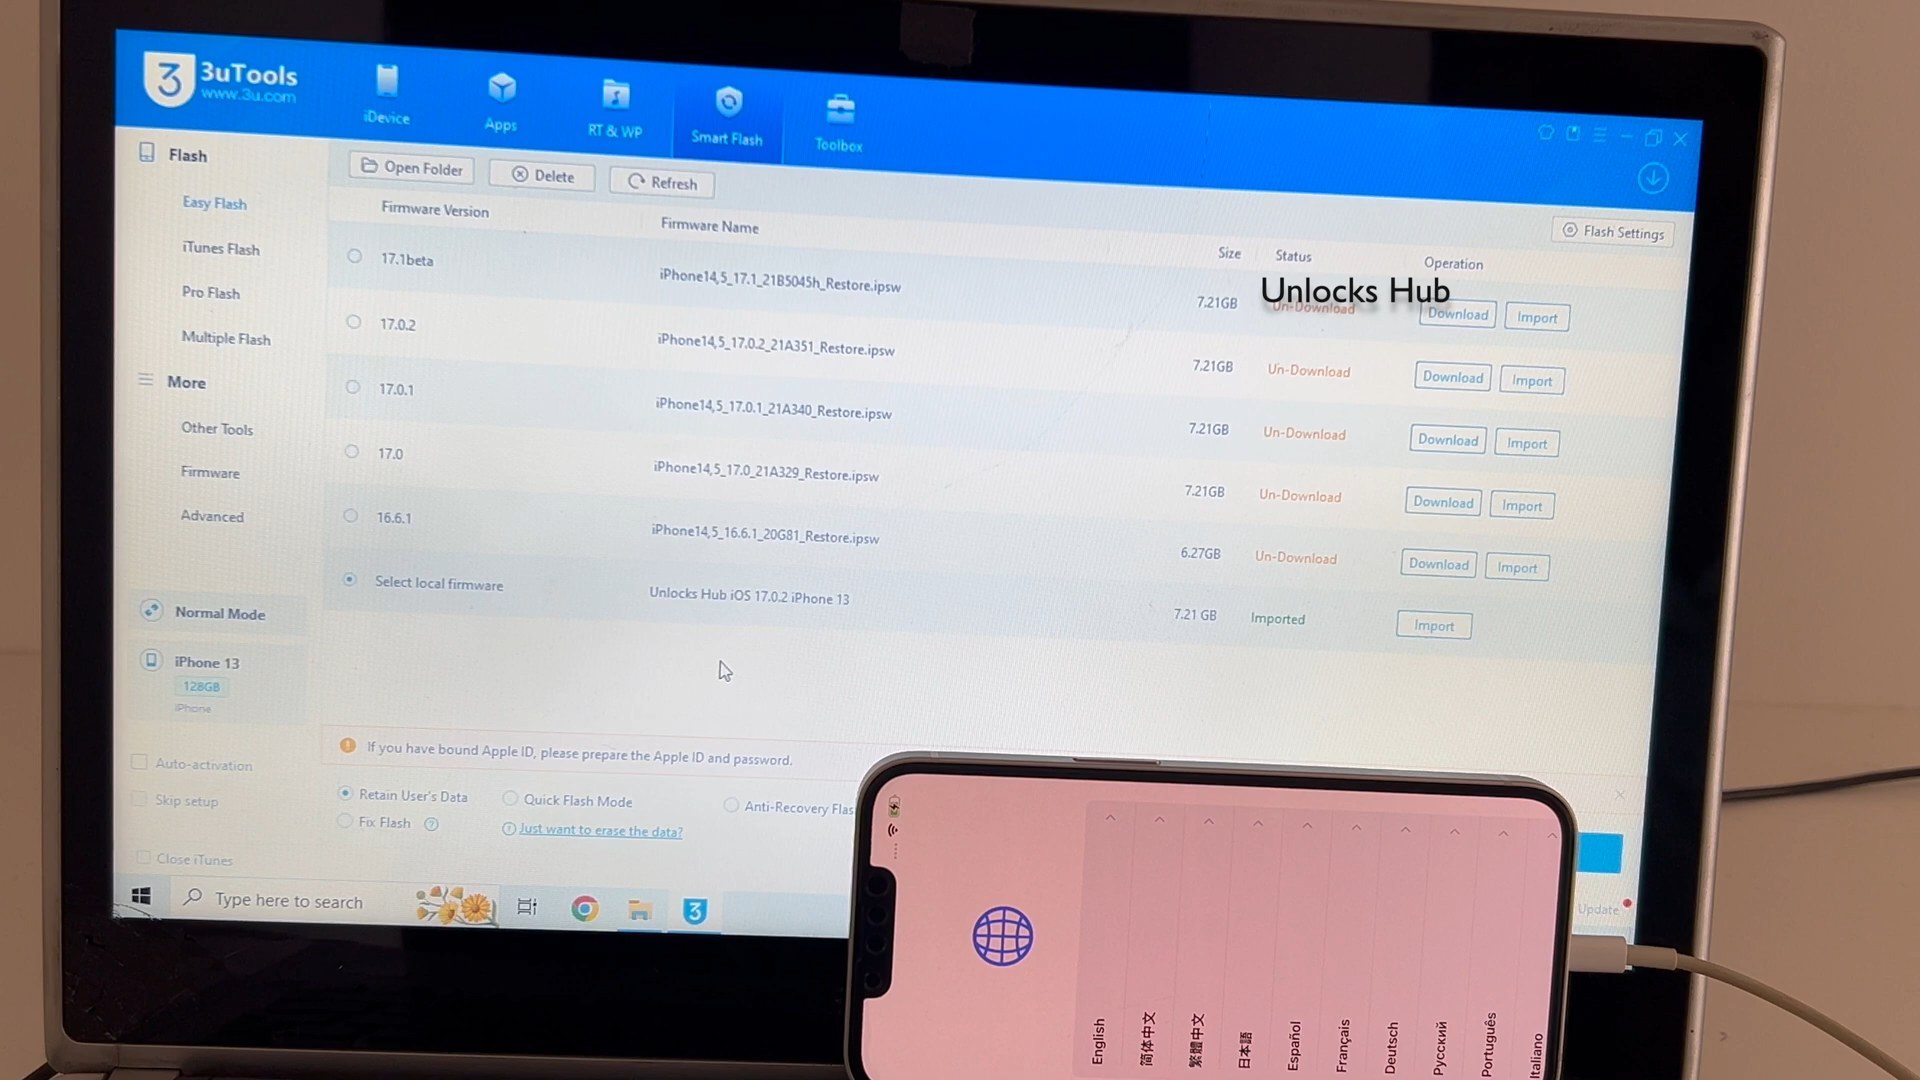 3 3uTools
www.3u.com
iDevice
Apps
RT & WP
Smart Flash
Toolbox
Flash
Easy Flash
iTunes Flash
Pro Flash
Multiple Flash
More
Other Tools
Firmware
Advanced
Normal Mode
iPhone 13
128GB
iPhone
Auto-activation
Skip setup
Close iTunes
Open Folder
Delete
Refresh
Flash Settings
Firmware Version Firmware Name Size Status Operation
Unlocks Hub
17.1beta iPhone14,5_17.1_21B5045h_Restore.ipsw 7.21GB Un-Download Download Import
17.0.2 iPhone14,5_17.0.2_21A351_Restore.ipsw 7.21GB Un-Download Download Import
17.0.1 iPhone14,5_17.0.1_21A340_Restore.ipsw 7.21GB Un-Download Download Import
17.0 iPhone14,5_17.0_21A329_Restore.ipsw 7.21GB Un-Download Download Import
16.6.1 iPhone14,5_16.6.1_20G81_Restore.ipsw 6.27GB Un-Download Download Import
Select local firmware Unlocks Hub iOS 17.0.2 iPhone 13 7.21 GB Imported Import
If you have bound Apple ID, please prepare the Apple ID and password.
Retain User's Data Quick Flash Mode Anti-Recovery Flas
Fix Flash Just want to erase the data?
Type here to search
Update
English
简体中文
繁體中文
日本語
Español
Français
Deutsch
Русский
Português
Italiano